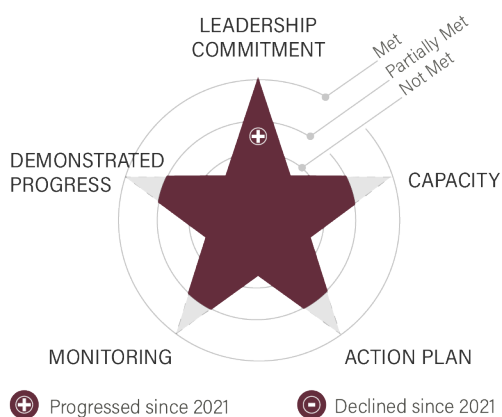 LEADERSHIP
COMMITMENT
Met
Partially Met
Not Met
DEMONSTRATED
PROGRESS
CAPACITY
MONITORING
ACTION PLAN
Progressed since 2021
Declined since 2021